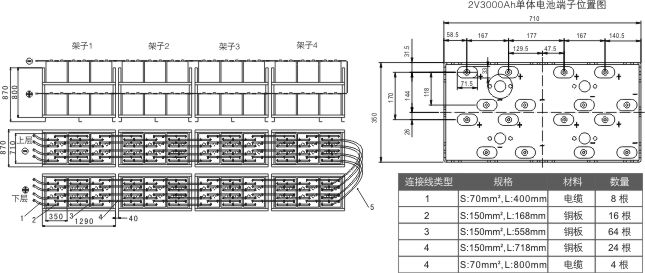 2V3000Ah单体电池端子位置图
架子1 架子2 架子3 架子4
870
800
L L L L
870
710
上层
下层
350
1290
40
1 2 3 4 5
710
58.5 167 177 167 140.5
129.5 47.5
31.5
33
71.5
118
144
170
350
26
连接线类型 规格 材料 数量
1 S:70mm²,L:400mm 电缆 8 根
2 S:150mm²,L:168mm 铜板 16 根
3 S:150mm²,L:558mm 铜板 64 根
4 S:150mm²,L:718mm 铜板 24 根
4 S:70mm²,L:800mm 电缆 4 根